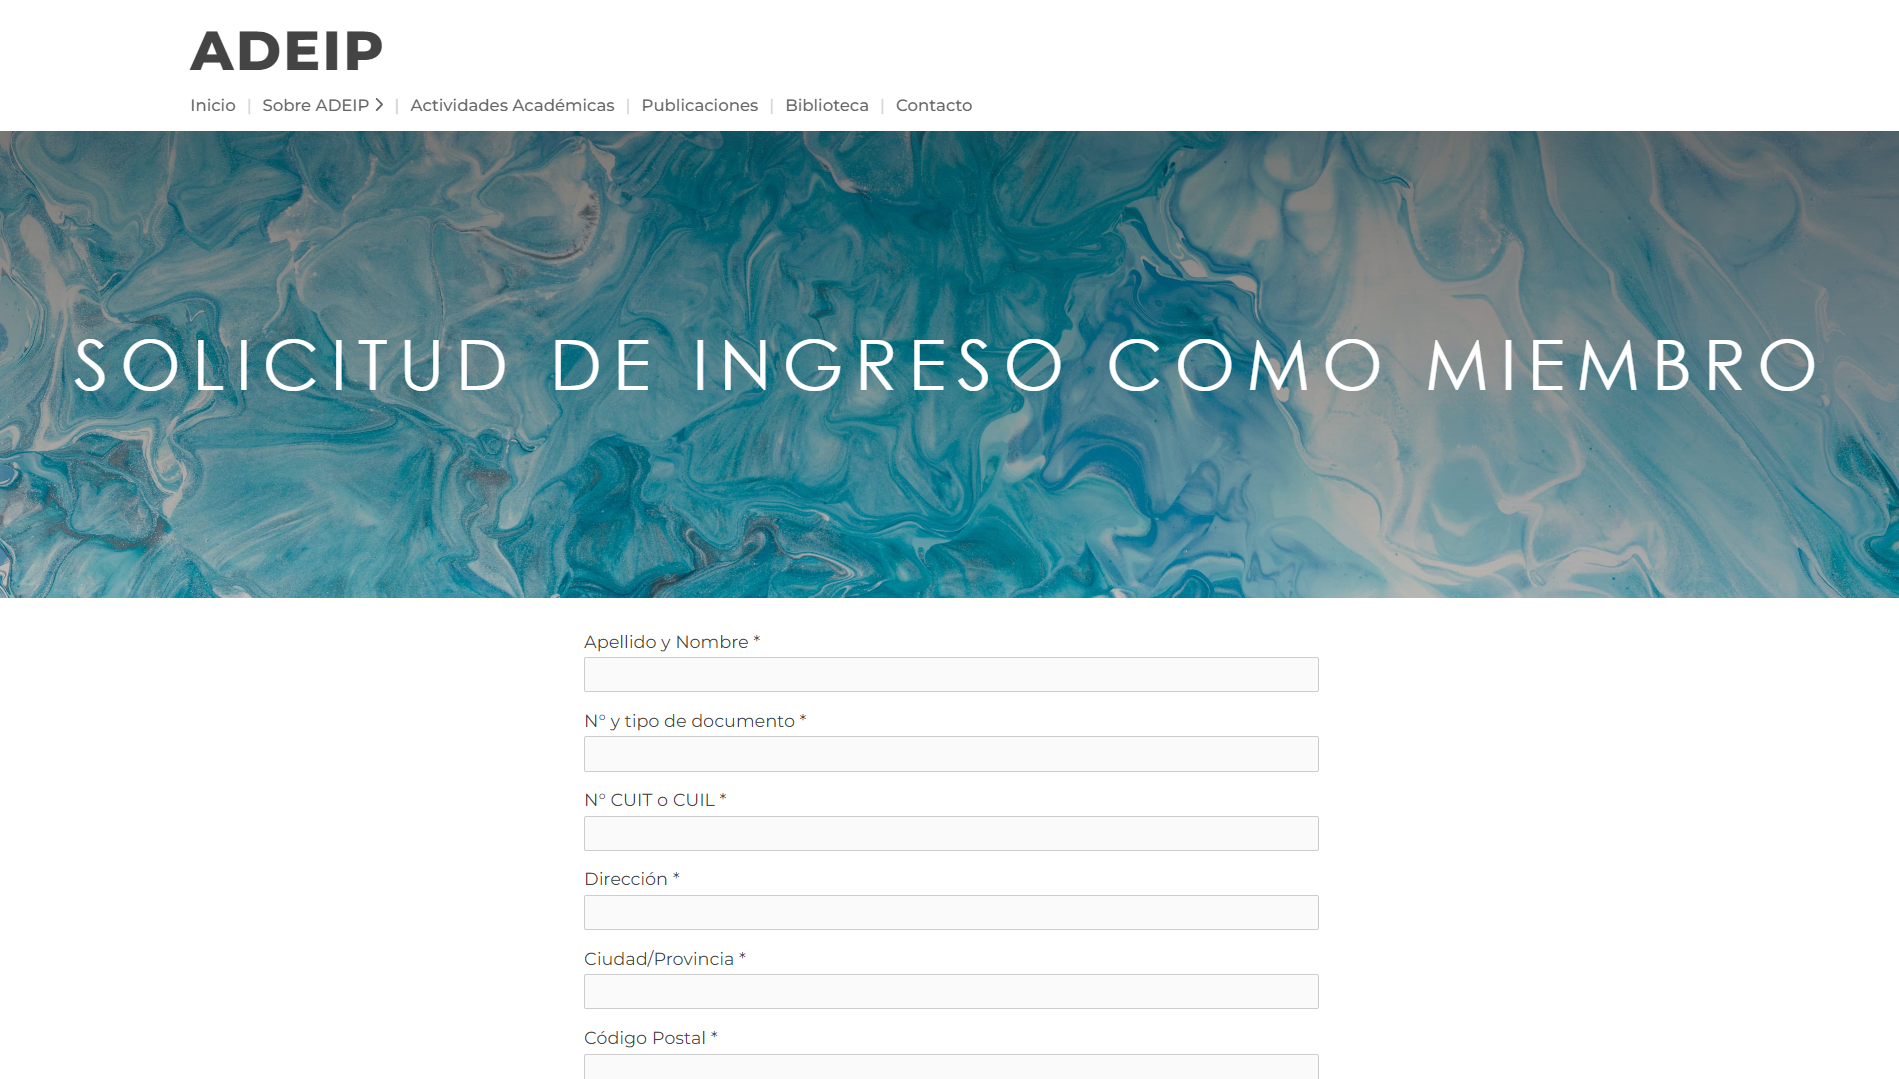 ADEIP
Inicio | Sobre ADEIP | Actividades Académicas | Publicaciones | Biblioteca | Contacto
SOLICITUD DE INGRESO COMO MIEMBRO
Apellido y Nombre *
N° y tipo de documento *
N° CUIT o CUIL *
Dirección *
Ciudad/Provincia *
Código Postal *